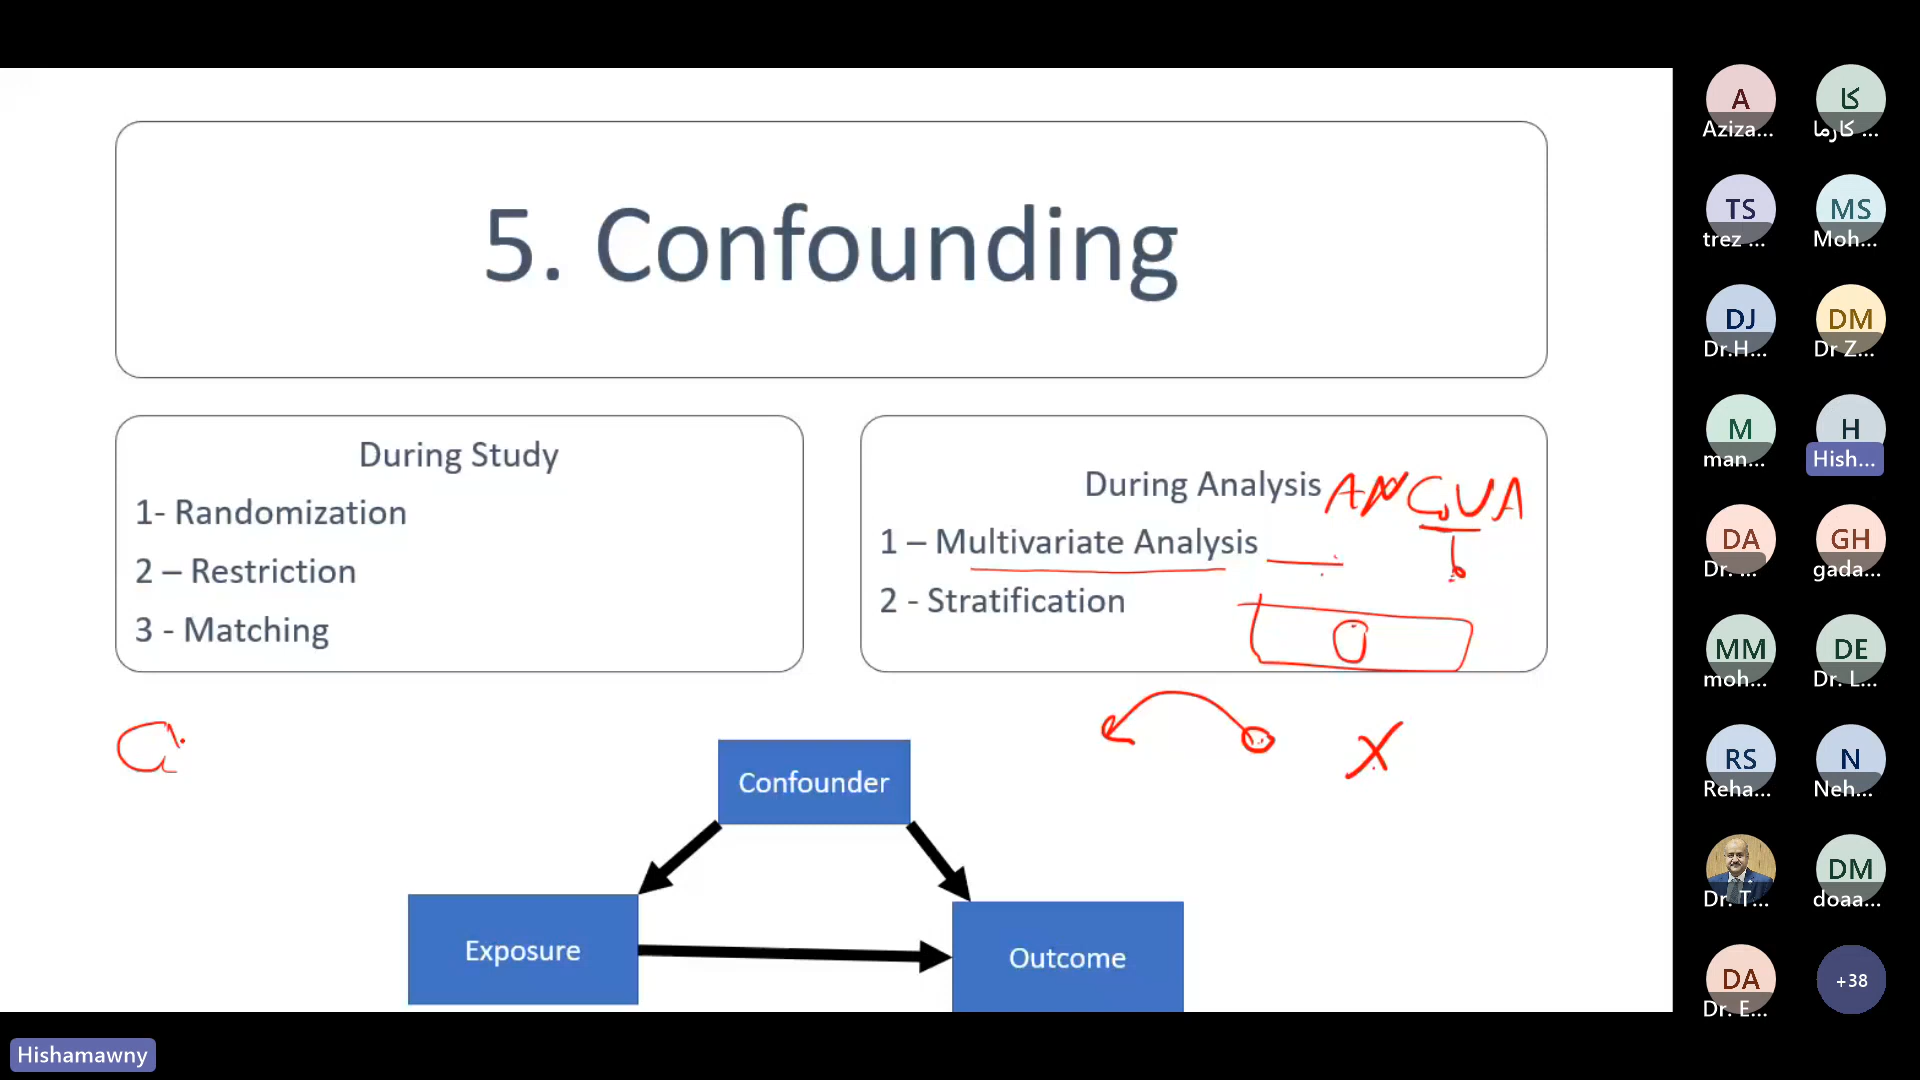 5. Confounding
During Study
1- Randomization
2 – Restriction
3 - Matching
During Analysis
ANCOVA
1 – Multivariate Analysis
2 - Stratification
X
Confounder
Exposure
Outcome
A
Aziza...
كا
كارما ...
TS
trez ...
MS
Moh...
DJ
Dr.H...
DM
Dr Z...
M
man...
H
Hish...
DA
Dr. ...
GH
gada...
MM
moh...
DE
Dr. L...
RS
Reha...
N
Neh...
Dr. T...
DM
doaa...
DA
Dr. E...
+38
Hishamawny